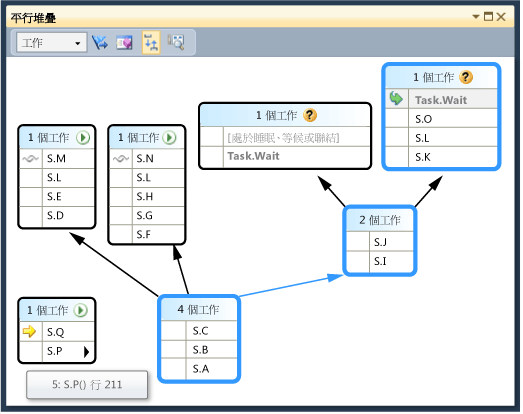 平行堆疊
工作
1 個工作
Task.Wait
S.O
S.L
S.K
1 個工作
[處於睡眠、等候或聯結]
Task.Wait
1 個工作
S.M
S.L
S.E
S.D
1 個工作
S.N
S.L
S.H
S.G
S.F
2 個工作
S.J
S.I
1 個工作
S.Q
S.P
4 個工作
S.C
S.B
S.A
5: S.P() 行 211